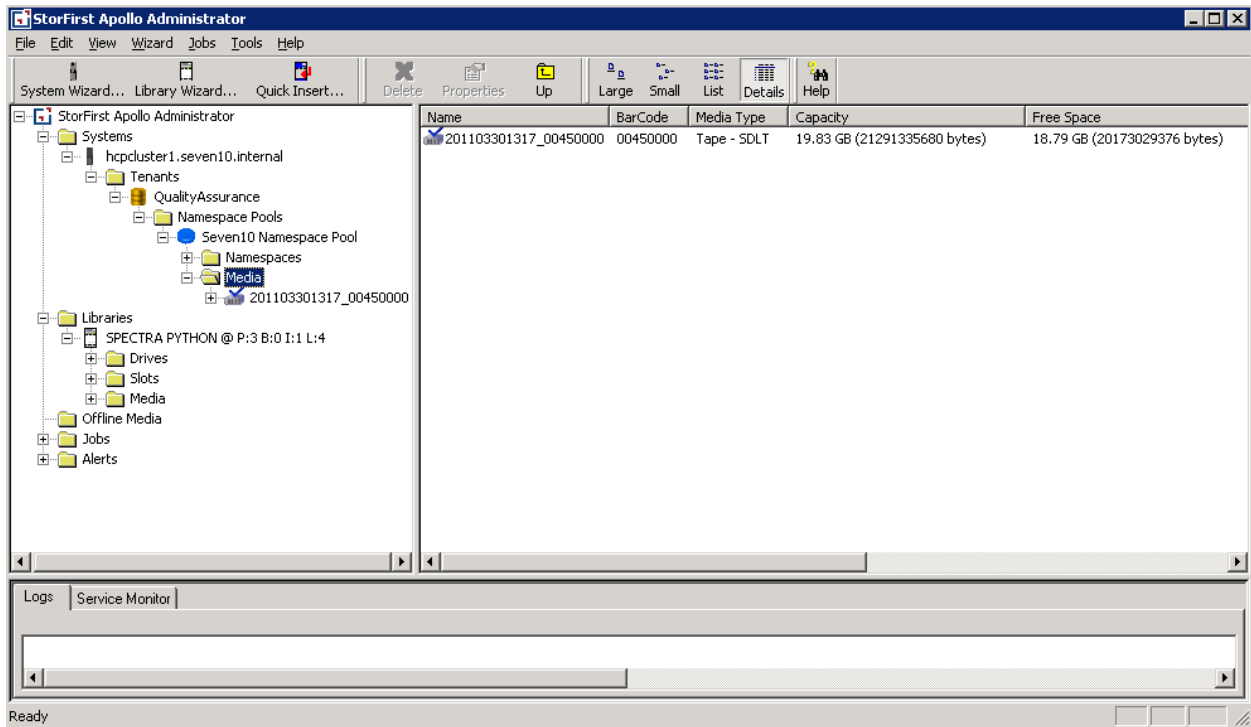 StorFirst Apollo Administrator
File Edit View Wizard Jobs Tools Help
System Wizard... Library Wizard... Quick Insert... Delete Properties Up Large Small List Details Help
StorFirst Apollo Administrator
Systems
hcpcluster1.seven10.internal
Tenants
QualityAssurance
Namespace Pools
Seven10 Namespace Pool
Namespaces
Media
201103301317_00450000
Libraries
SPECTRA PYTHON @ P:3 B:0 I:1 L:4
Drives
Slots
Media
Offline Media
Jobs
Alerts
Name BarCode Media Type Capacity Free Space
201103301317_00450000 00450000 Tape - SDLT 19.83 GB (21291335680 bytes) 18.79 GB (20173029376 bytes)
Logs Service Monitor
Ready